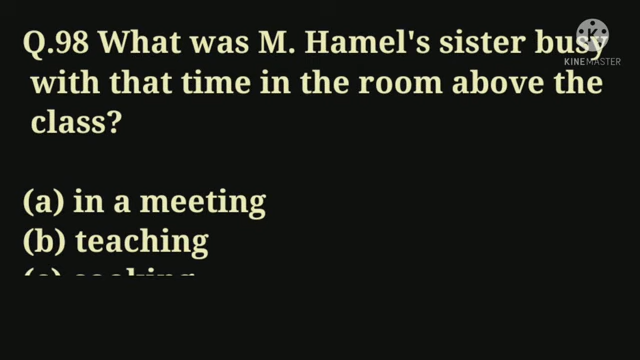 Q.98 What was M. Hamel's sister busy
with that time in the room above the
class?
(a) in a meeting
(b) teaching
(c) cooking
K
KINEMASTER